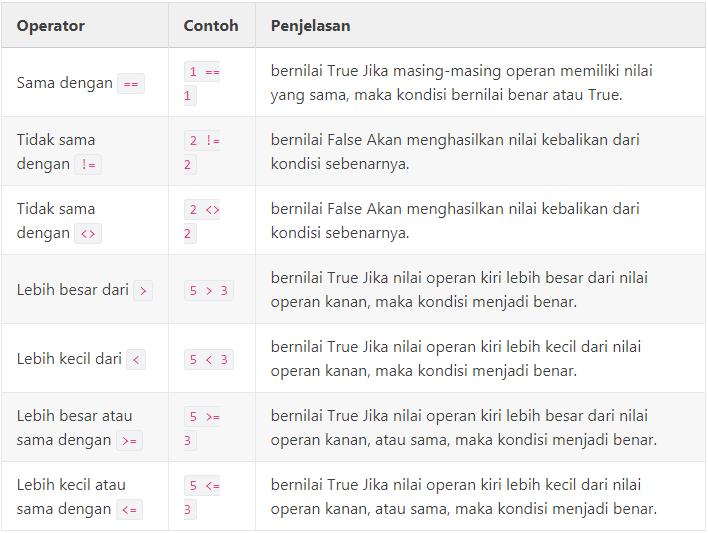 Operator Contoh Penjelasan
Sama dengan ==
1 ==
1
bernilai True Jika masing-masing operan memiliki nilai
yang sama, maka kondisi bernilai benar atau True.
Tidak sama
dengan !=
2 !=
2
bernilai False Akan menghasilkan nilai kebalikan dari
kondisi sebenarnya.
Tidak sama
dengan <>
2 <>
2
bernilai False Akan menghasilkan nilai kebalikan dari
kondisi sebenarnya.
Lebih besar dari >
5 > 3
bernilai True Jika nilai operan kiri lebih besar dari nilai
operan kanan, maka kondisi menjadi benar.
Lebih kecil dari <
5 < 3
bernilai True Jika nilai operan kiri lebih kecil dari nilai
operan kanan, maka kondisi menjadi benar.
Lebih besar atau
sama dengan >=
5 >=
3
bernilai True Jika nilai operan kiri lebih besar dari nilai
operan kanan, atau sama, maka kondisi menjadi benar.
Lebih kecil atau
sama dengan <=
5 <=
3
bernilai True Jika nilai operan kiri lebih kecil dari nilai
operan kanan, atau sama, maka kondisi menjadi benar.